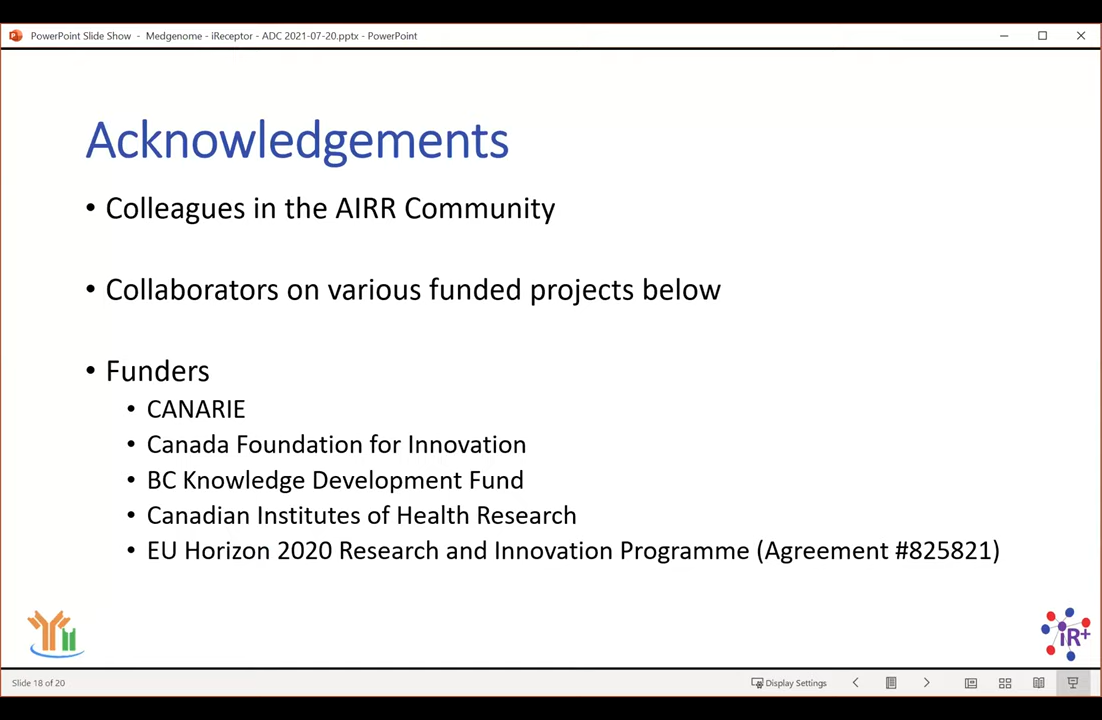 PowerPoint Slide Show - Medgenome - iReceptor - ADC 2021-07-20.pptx - PowerPoint
Acknowledgements
• Colleagues in the AIRR Community
• Collaborators on various funded projects below
• Funders
• CANARIE
• Canada Foundation for Innovation
• BC Knowledge Development Fund
• Canadian Institutes of Health Research
• EU Horizon 2020 Research and Innovation Programme (Agreement #825821)
iR+
Slide 18 of 20
Display Settings